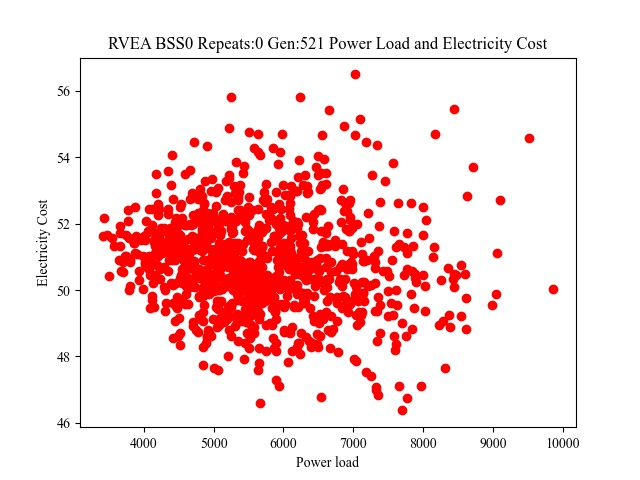 RVEA BSS0 Repeats:0 Gen:521 Power Load and Electricity Cost
56
54
52
50
48
46
Electricity Cost
4000 5000 6000 7000 8000 9000 10000
Power load